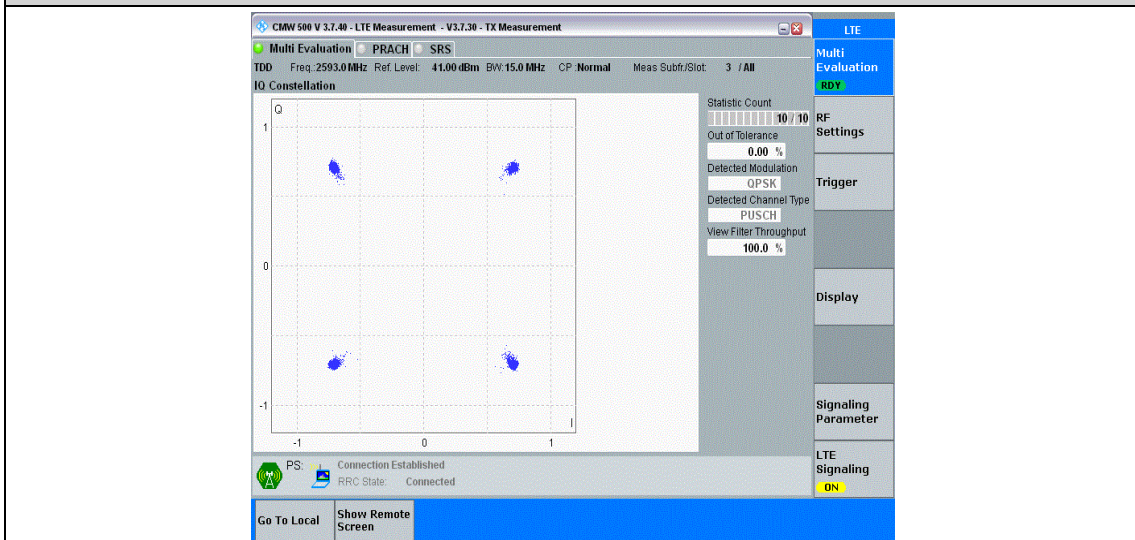 CMW 500 V 3.7.40 - LTE Measurement - V3.7.30 - TX Measurement
LTE
Multi Evaluation PRACH SRS
TDD Freq.:2593.0 MHz Ref. Level: 41.00 dBm BW:15.0 MHz CP :Normal Meas Subfr./Slot: 3 / All
IQ Constellation
Q
1
0
-1
I
-1 0 1
Statistic Count
10 / 10
Out of Tolerance
0.00 %
Detected Modulation
QPSK
Detected Channel Type
PUSCH
View Filter Throughput
100.0 %
Multi
Evaluation
RDY
RF
Settings
Trigger
Display
Signaling
Parameter
LTE
Signaling
ON
PS: Connection Established
RRC State: Connected
Go To Local
Show Remote
Screen